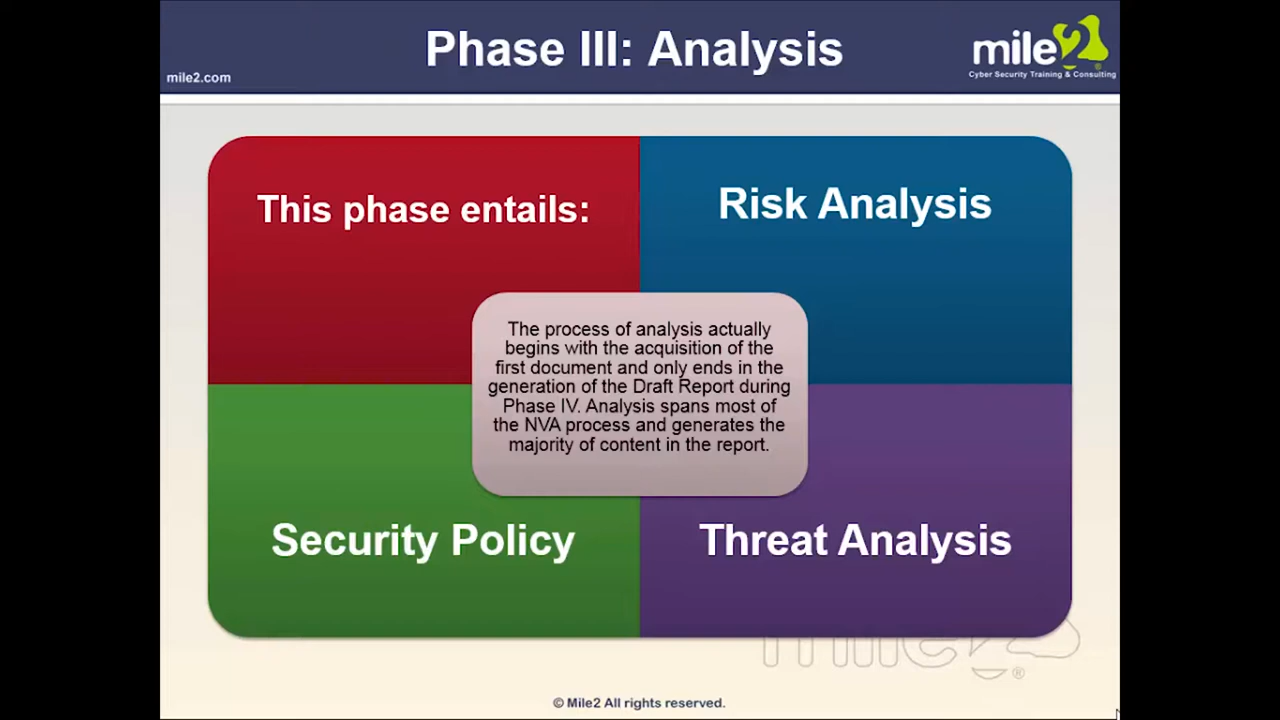 Phase III: Analysis
mile2.com
mile2
Cyber Security Training & Consulting
This phase entails:
Risk Analysis
The process of analysis actually
begins with the acquisition of the
first document and only ends in the
generation of the Draft Report during
Phase IV. Analysis spans most of
the NVA process and generates the
majority of content in the report.
Security Policy
Threat Analysis
mile2®
© Mile2 All rights reserved.